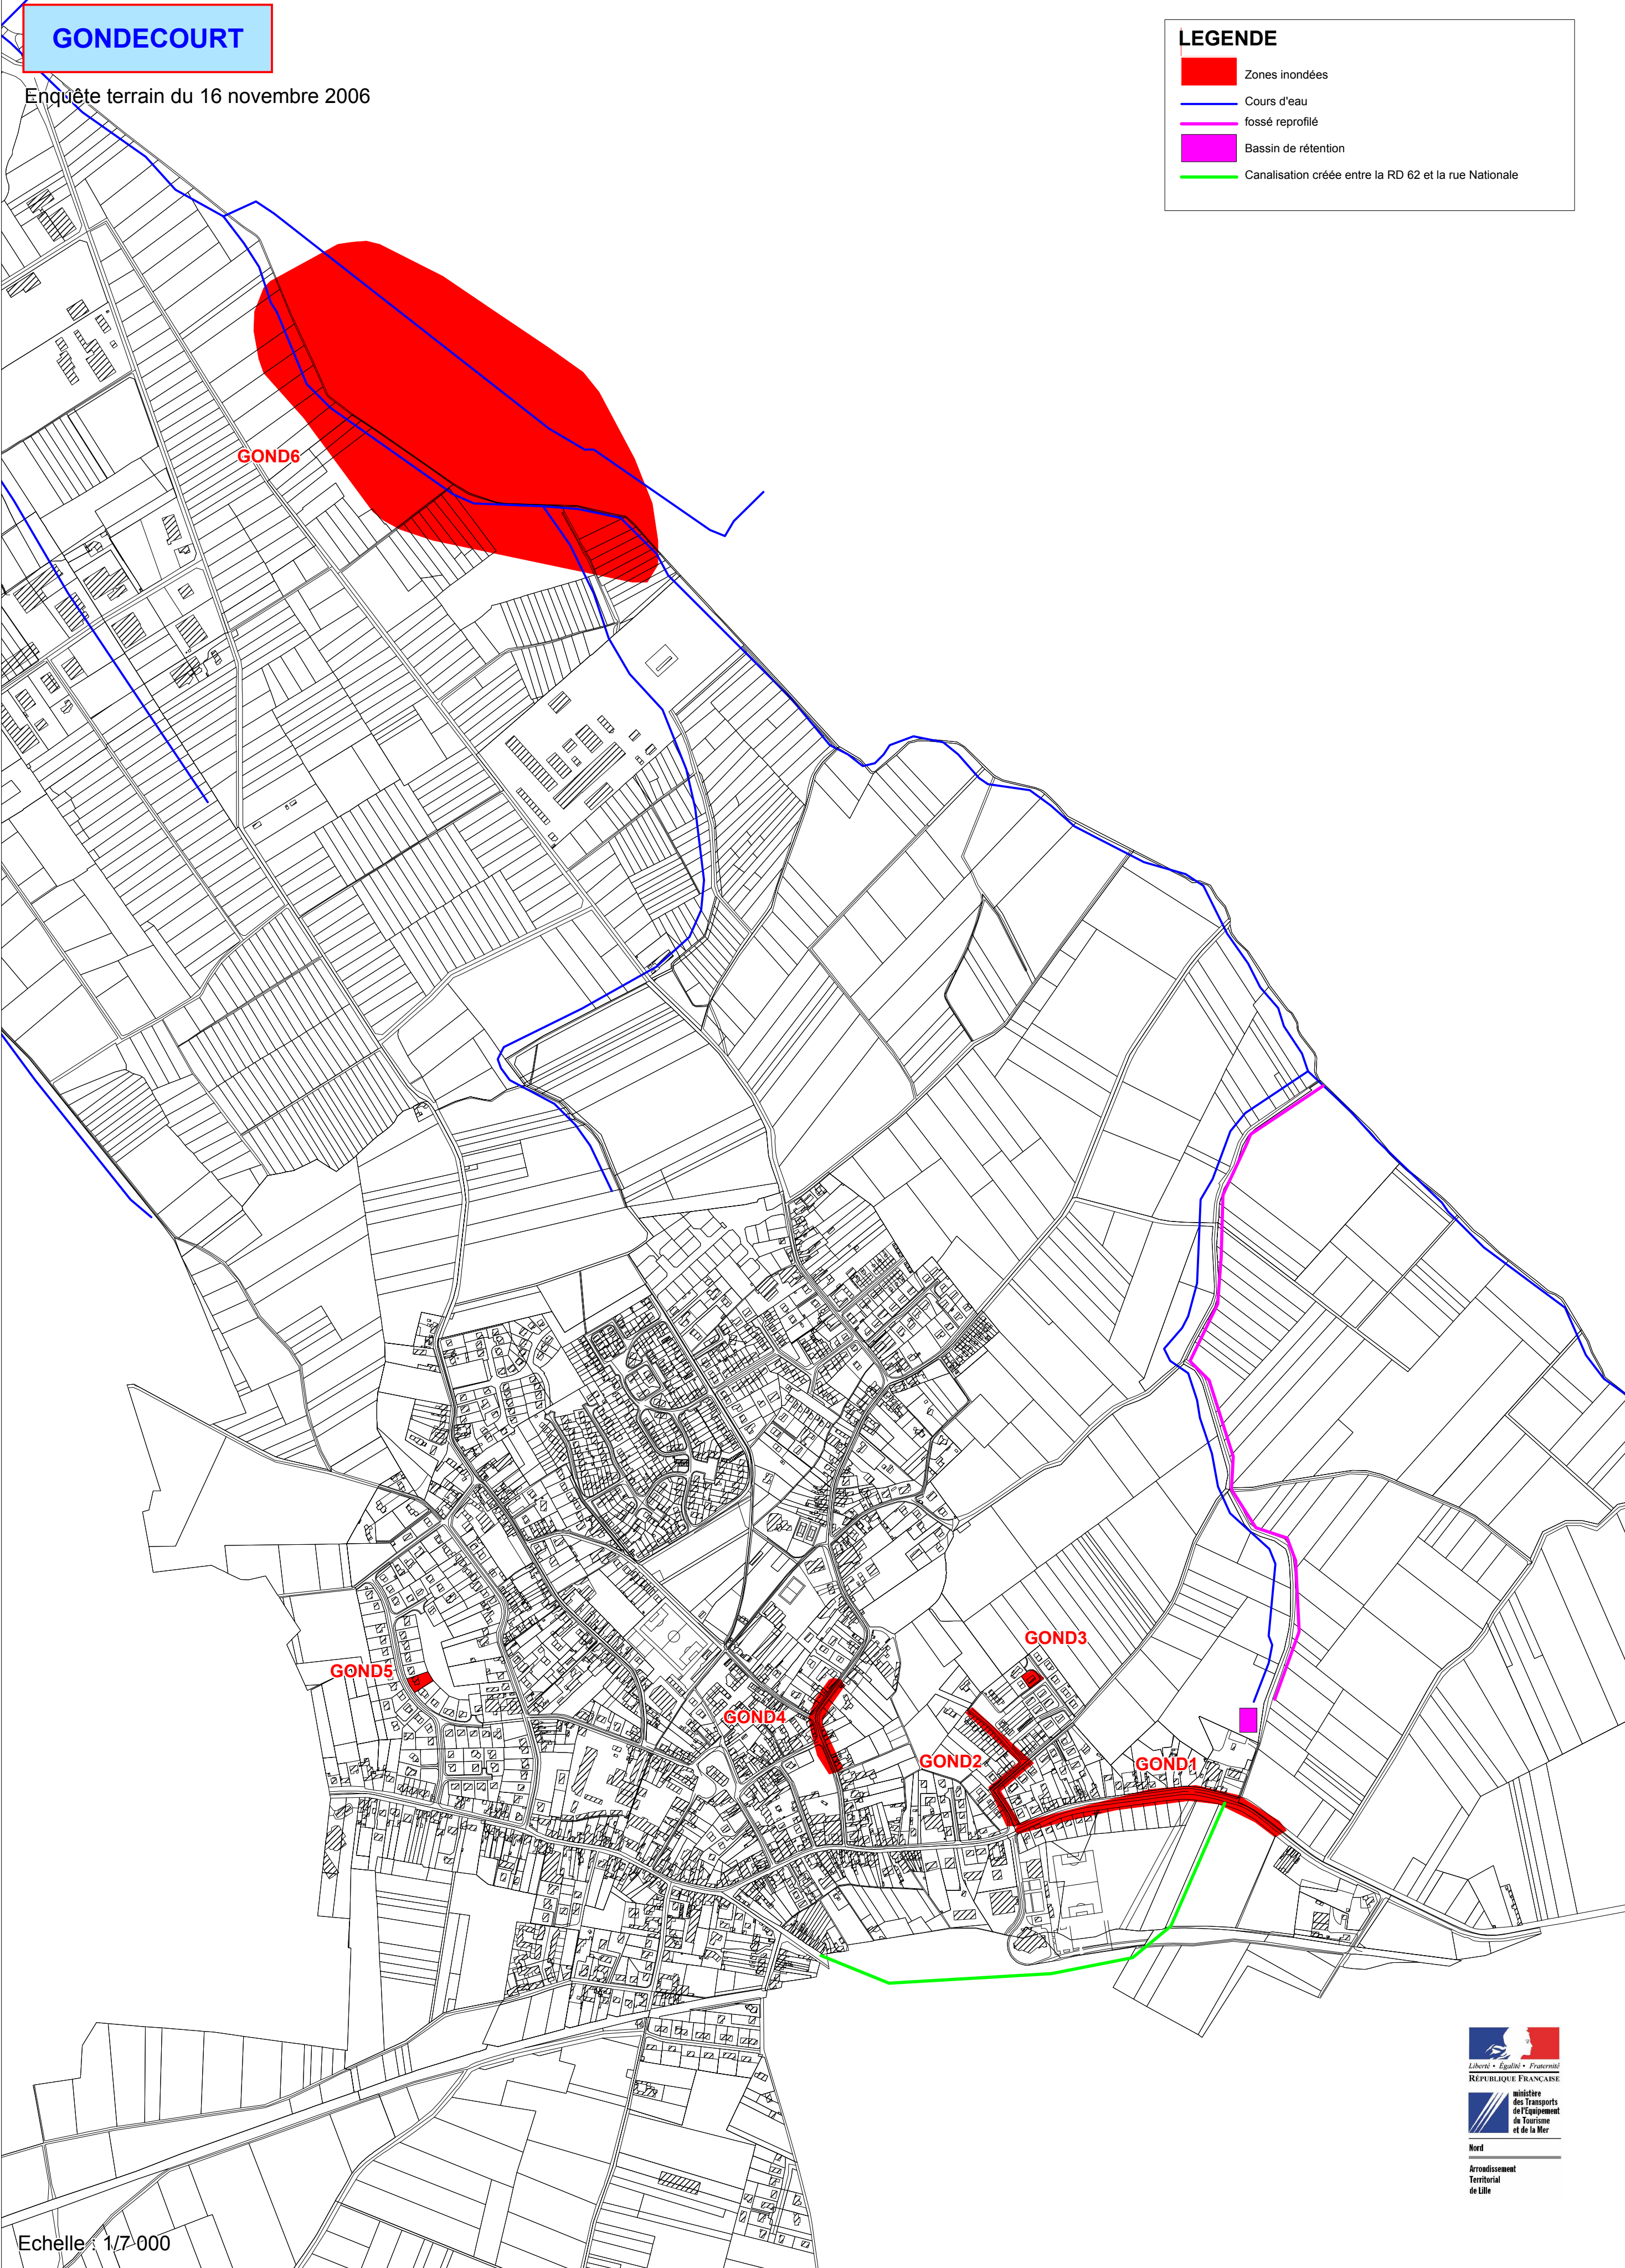 GONDECOURT
Enquête terrain du 16 novembre 2006
LEGENDE
Zones inondées
Cours d'eau
fossé reprofilé
Bassin de rétention
Canalisation créée entre la RD 62 et la rue Nationale
GOND6
GOND3
GOND5
GOND4
GOND2
GOND1
Liberté • Égalité • Fraternité
RÉPUBLIQUE FRANÇAISE
ministère
des Transports
de l'Equipement
du Tourisme
et de la Mer
Nord
Arrondissement
Territorial
de Lille
Echelle : 1/7 000